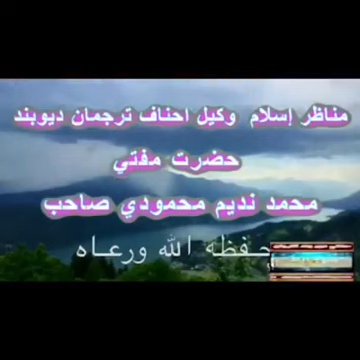 مناظر إسلام وكيل احناف ترجمان ديوبند
حضرت مفتي
محمد نديم محمودي صاحب
حفظه الله ورعاه